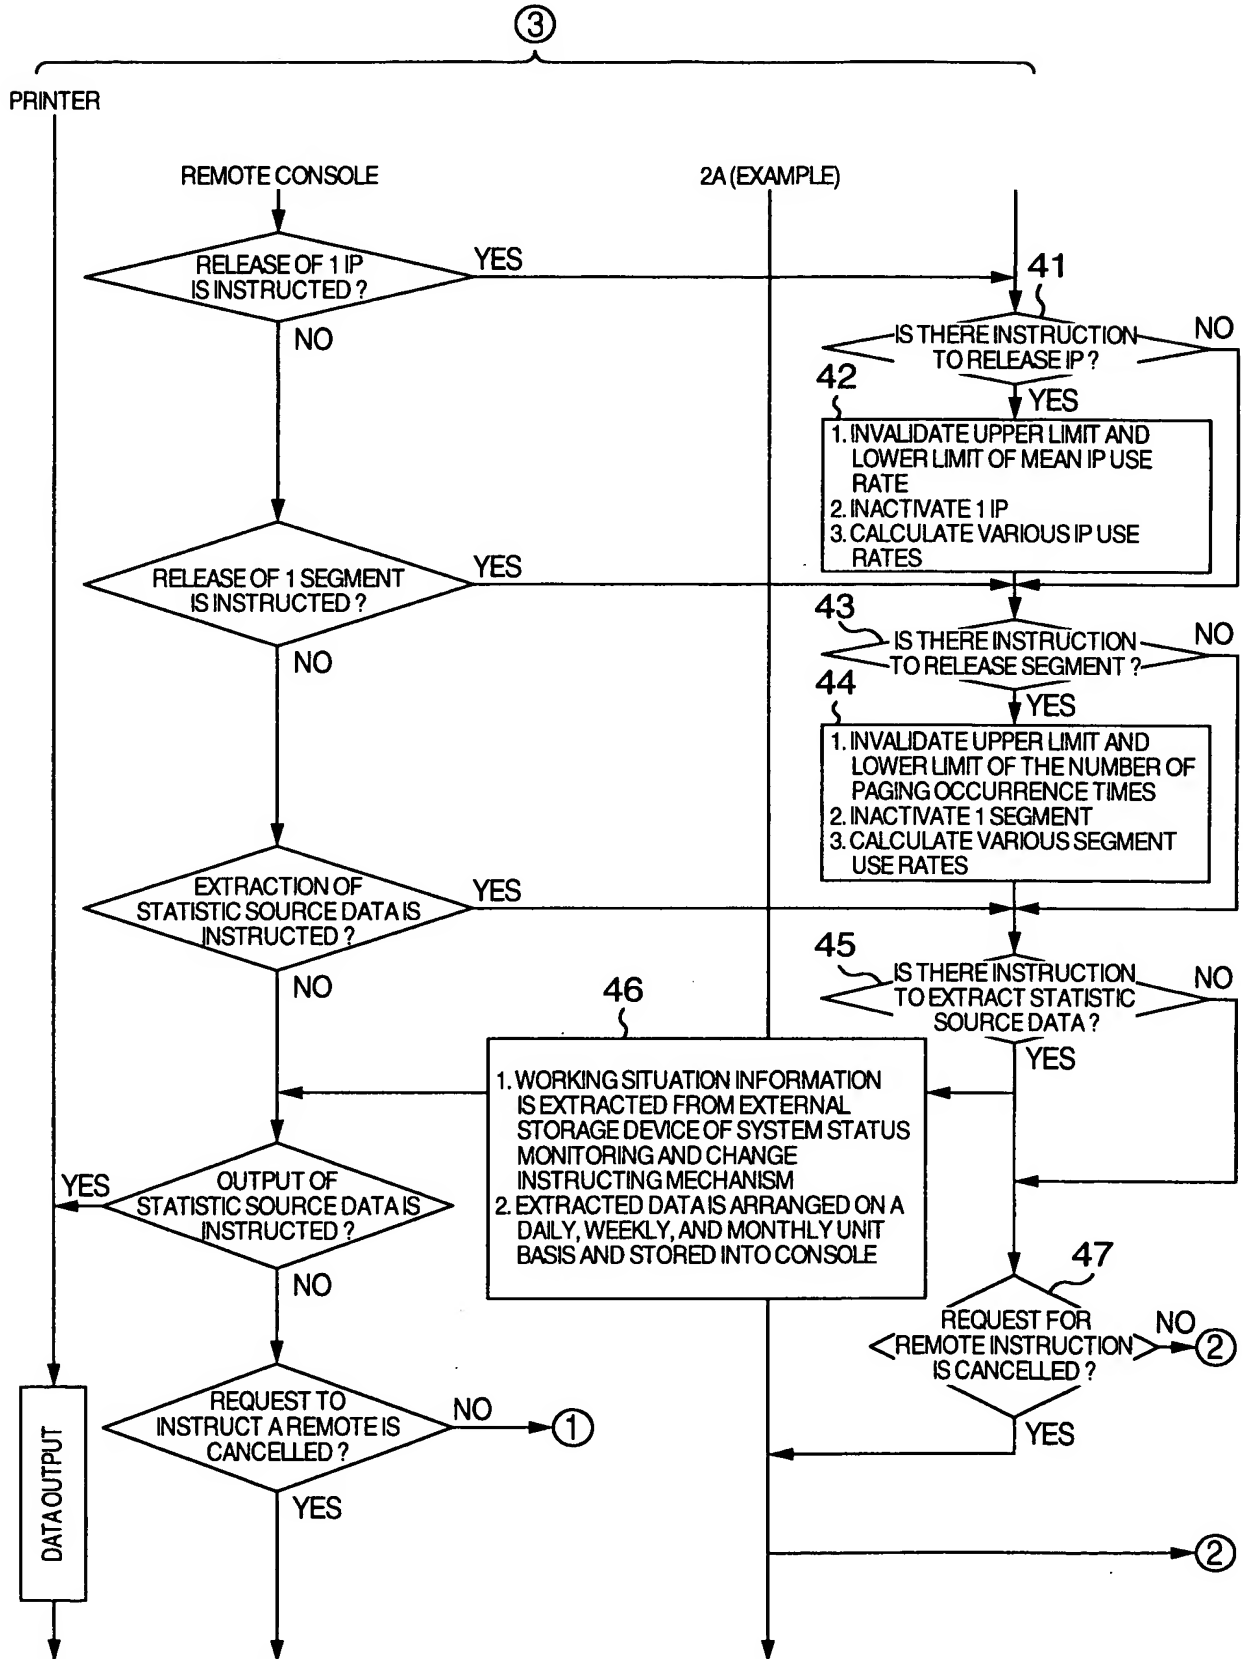 3
PRINTER
REMOTE CONSOLE
2A (EXAMPLE)
RELEASE OF 1 IP
IS INSTRUCTED ?
YES
NO
41
IS THERE INSTRUCTION
TO RELEASE IP ?
NO
YES
42
1. INVALIDATE UPPER LIMIT AND
LOWER LIMIT OF MEAN IP USE
RATE
2. INACTIVATE 1 IP
3. CALCULATE VARIOUS IP USE
RATES
RELEASE OF 1 SEGMENT
IS INSTRUCTED ?
YES
NO
43
IS THERE INSTRUCTION
TO RELEASE SEGMENT ?
NO
YES
44
1. INVALIDATE UPPER LIMIT AND
LOWER LIMIT OF THE NUMBER OF
PAGING OCCURRENCE TIMES
2. INACTIVATE 1 SEGMENT
3. CALCULATE VARIOUS SEGMENT
USE RATES
EXTRACTION OF
STATISTIC SOURCE DATA IS
INSTRUCTED ?
YES
NO
45
IS THERE INSTRUCTION
TO EXTRACT STATISTIC
SOURCE DATA ?
NO
YES
46
1. WORKING SITUATION INFORMATION
IS EXTRACTED FROM EXTERNAL
STORAGE DEVICE OF SYSTEM STATUS
MONITORING AND CHANGE
INSTRUCTING MECHANISM
2. EXTRACTED DATA IS ARRANGED ON A
DAILY, WEEKLY, AND MONTHLY UNIT
BASIS AND STORED INTO CONSOLE
OUTPUT OF
STATISTIC SOURCE DATA IS
INSTRUCTED ?
YES
NO
47
REQUEST FOR
REMOTE INSTRUCTION
IS CANCELLED ?
NO
2
YES
REQUEST TO
INSTRUCT A REMOTE IS
CANCELLED ?
NO
1
YES
DATA OUTPUT
2